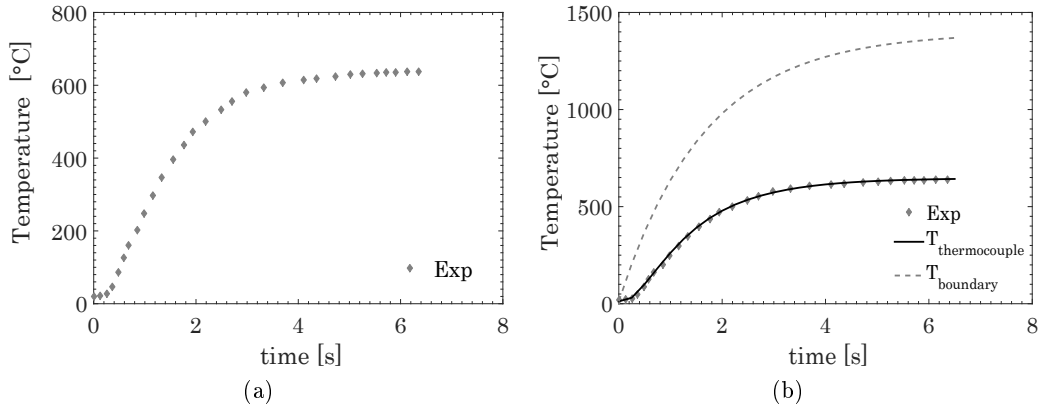 800
600
400
200
0
0 2 4 6 8
Temperature [°C]
time [s]
Exp
(a)
1500
1000
500
0
0 2 4 6 8
Temperature [°C]
time [s]
Exp
T_thermocouple
T_boundary
(b)